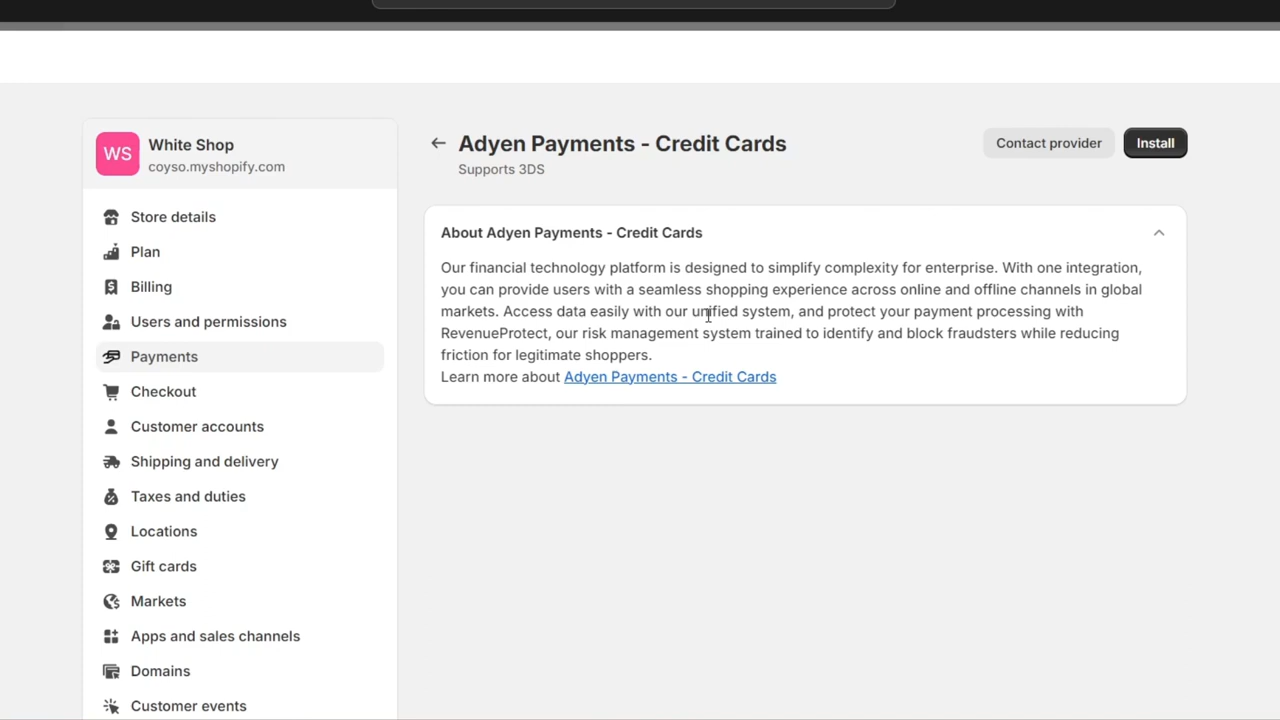 WS
White Shop
coyso.myshopify.com
Store details
Plan
Billing
Users and permissions
Payments
Checkout
Customer accounts
Shipping and delivery
Taxes and duties
Locations
Gift cards
Markets
Apps and sales channels
Domains
Customer events
Adyen Payments - Credit Cards
Supports 3DS
Contact provider
Install
About Adyen Payments - Credit Cards
Our financial technology platform is designed to simplify complexity for enterprise. With one integration,
you can provide users with a seamless shopping experience across online and offline channels in global
markets. Access data easily with our unified system, and protect your payment processing with
RevenueProtect, our risk management system trained to identify and block fraudsters while reducing
friction for legitimate shoppers.
Learn more about Adyen Payments - Credit Cards